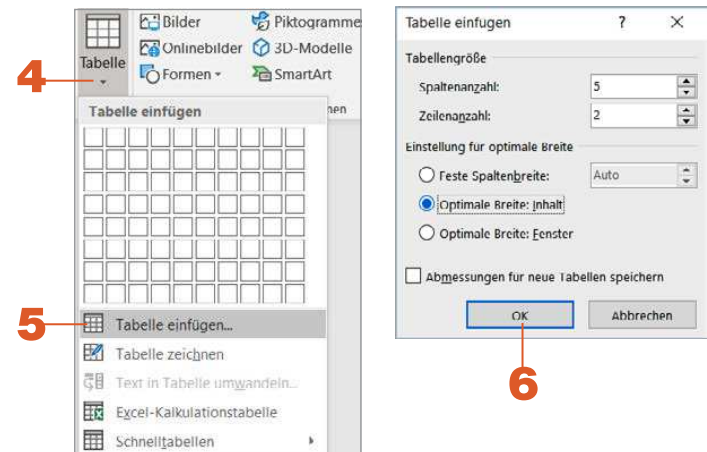 Bilder
Piktogramme
Onlinebilder
3D-Modelle
Tabelle
Formen
SmartArt
4
Tabelle einfügen
nen
5
Tabelle einfügen...
Tabelle zeichnen
Text in Tabelle umwandeln...
Excel-Kalkulationstabelle
Schnelltabellen
Tabelle einfügen ?
Tabellengröße
Spaltenanzahl: 5
Zeilenanzahl: 2
Einstellung für optimale Breite
Feste Spaltenbreite: Auto
Optimale Breite: Inhalt
Optimale Breite: Fenster
Abmessungen für neue Tabellen speichern
OK Abbrechen
6